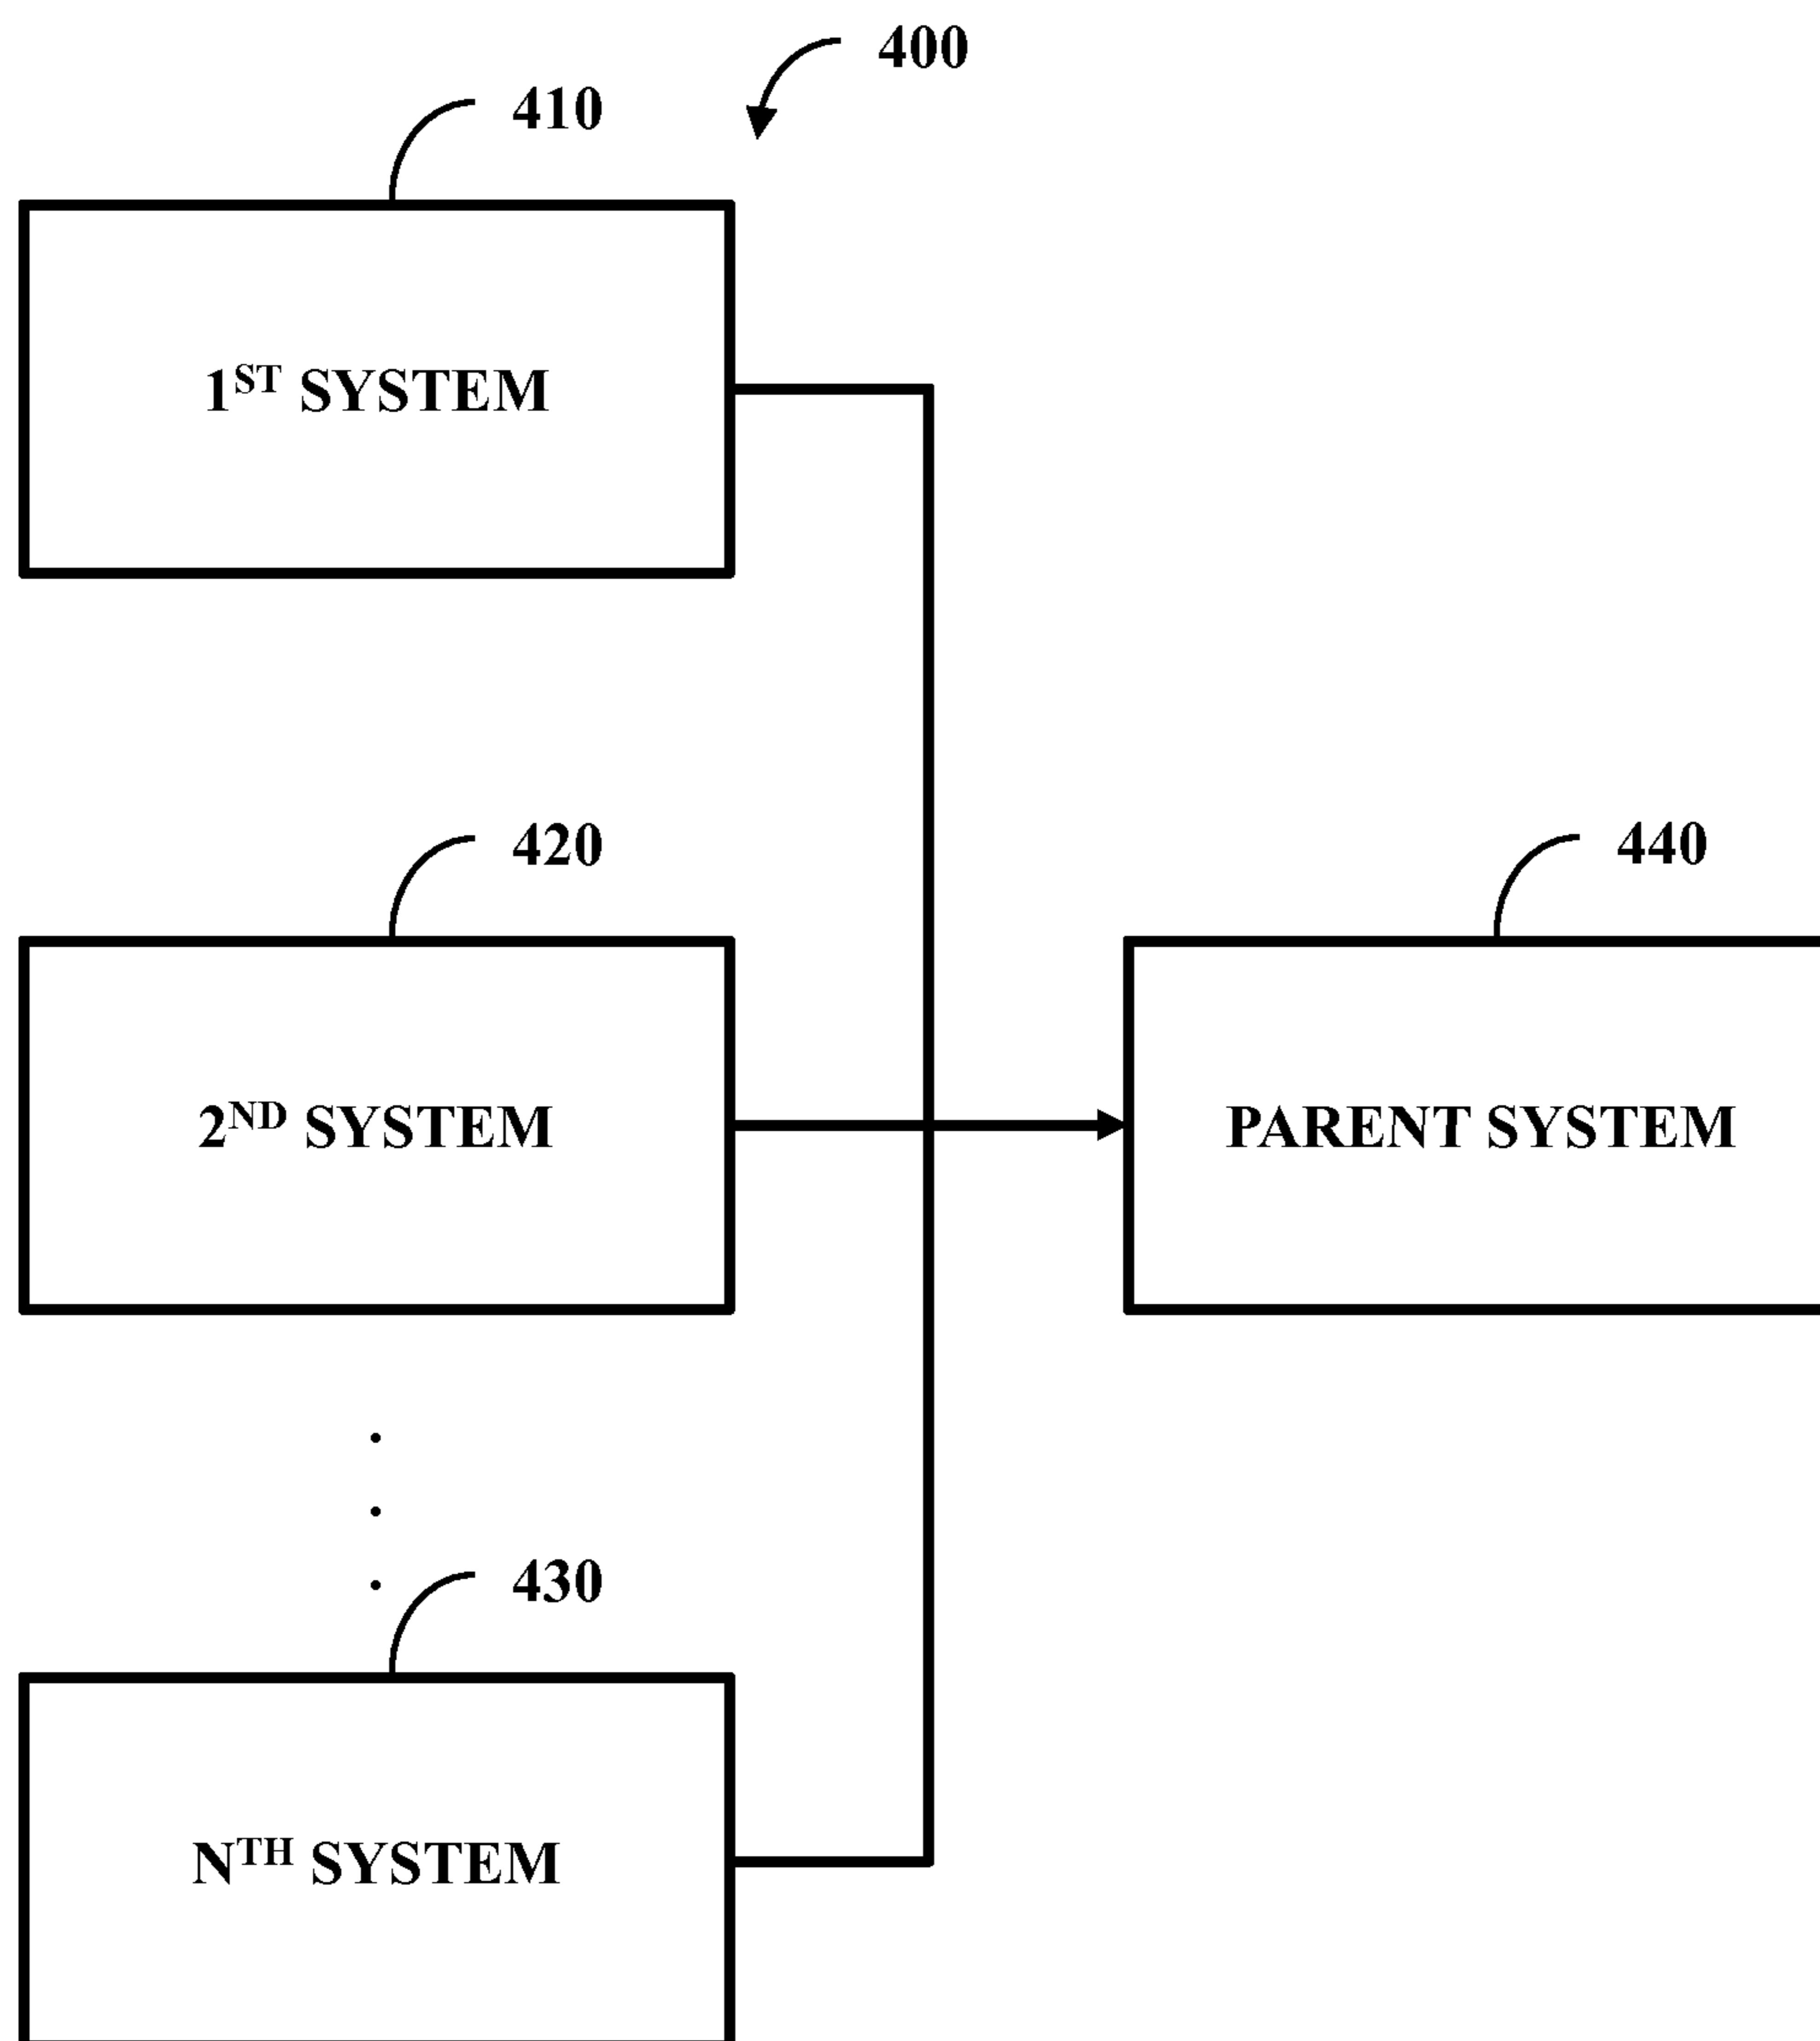 400
410
1ST SYSTEM
420
440
2ND SYSTEM
PARENT SYSTEM
430
NTH SYSTEM